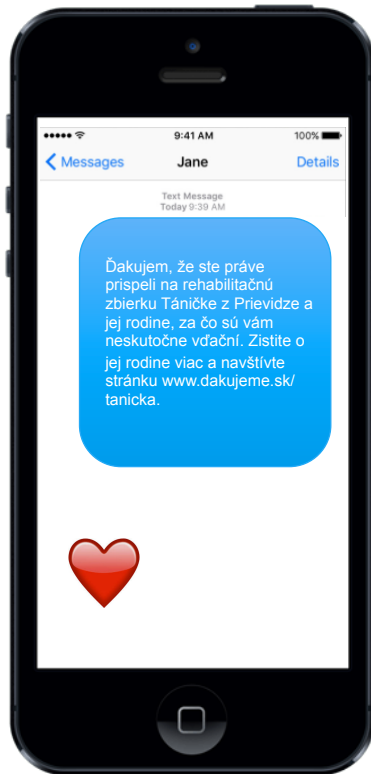 9:41 AM
100%
Messages
Jane
Details
Text Message
Today 9:39 AM
Ďakujem, že ste práve
prispeli na rehabilitačnú
zbierku Táničke z Prievidze a
jej rodine, za čo sú vám
neskutočne vďační. Zistite o
jej rodine viac a navštívte
stránku www.dakujeme.sk/
tanicka.